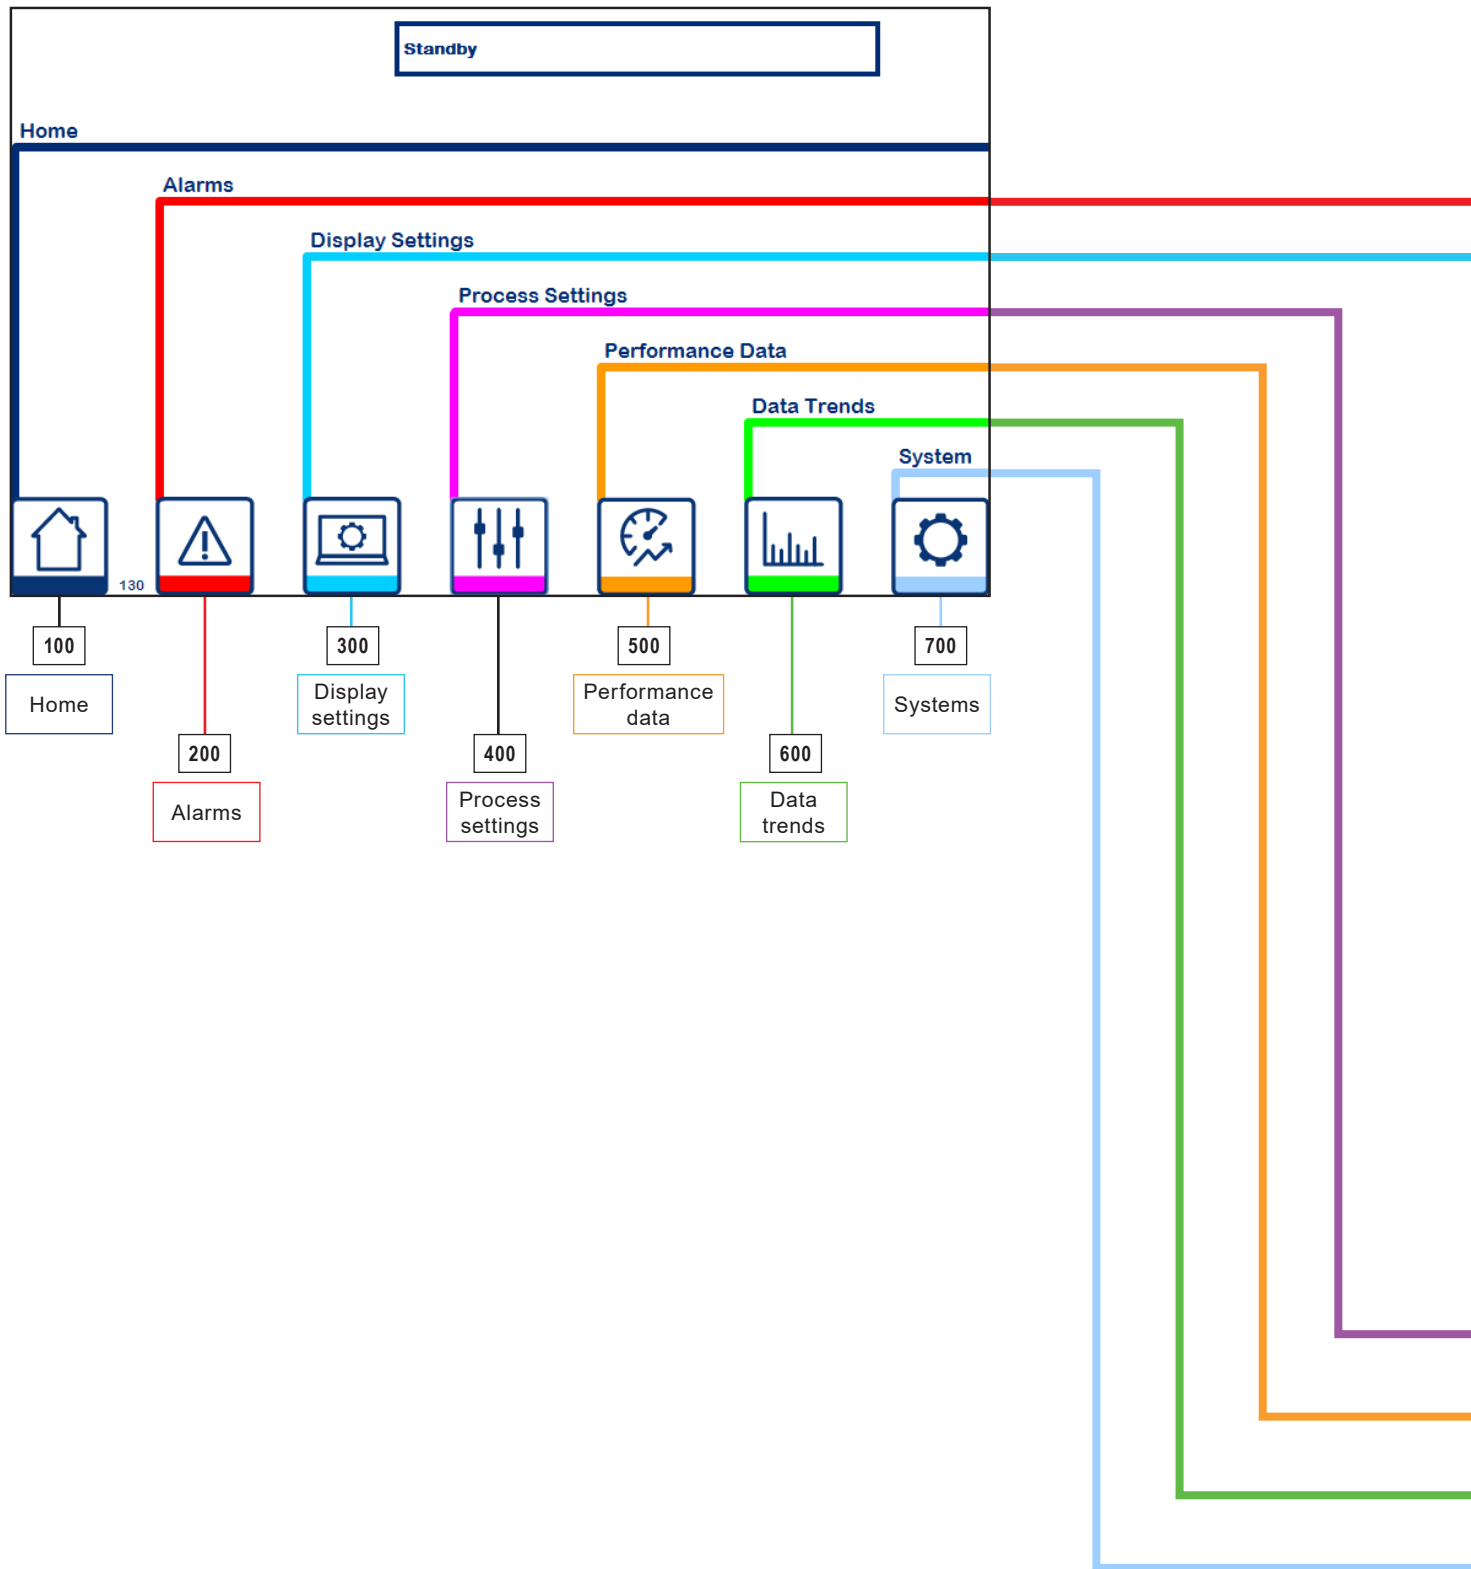 Standby
Home
Alarms
Display Settings
Process Settings
Performance Data
Data Trends
System
130
100
300
500
700
Home
Display
settings
Performance
data
Systems
200
400
600
Alarms
Process
settings
Data
trends